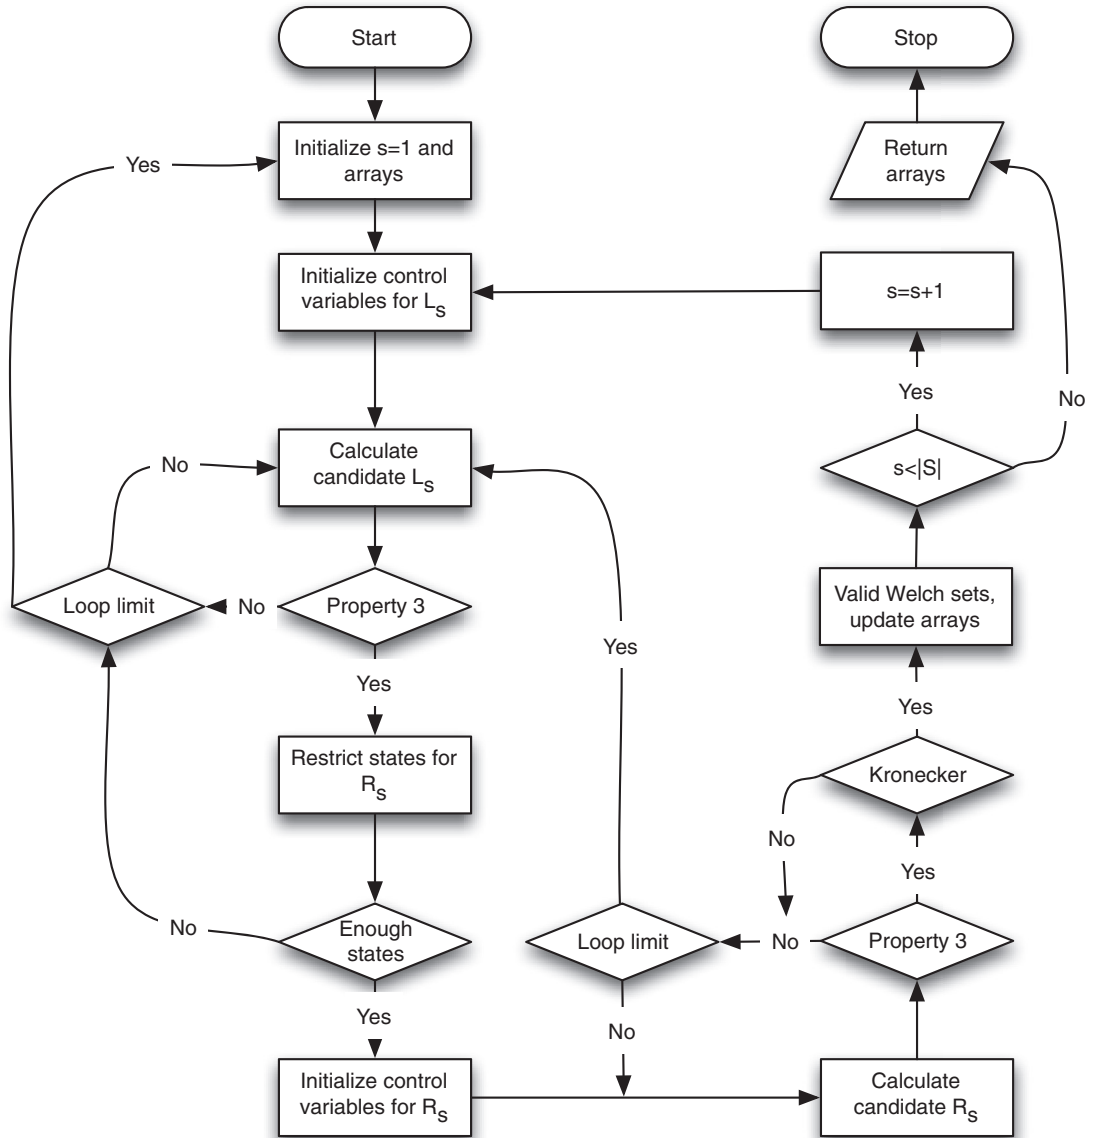 Start
Stop
Initialize s=1 and
arrays
Yes
Return
arrays
Initialize control
variables for Ls
s=s+1
Yes
No
Calculate
candidate Ls
No
s<|S|
Loop limit
No
Property 3
Valid Welch sets,
update arrays
Yes
Yes
Yes
Restrict states for
Rs
Kronecker
No
Yes
No
Enough
states
Loop limit
No
Property 3
Yes
No
Initialize control
variables for Rs
Calculate
candidate Rs